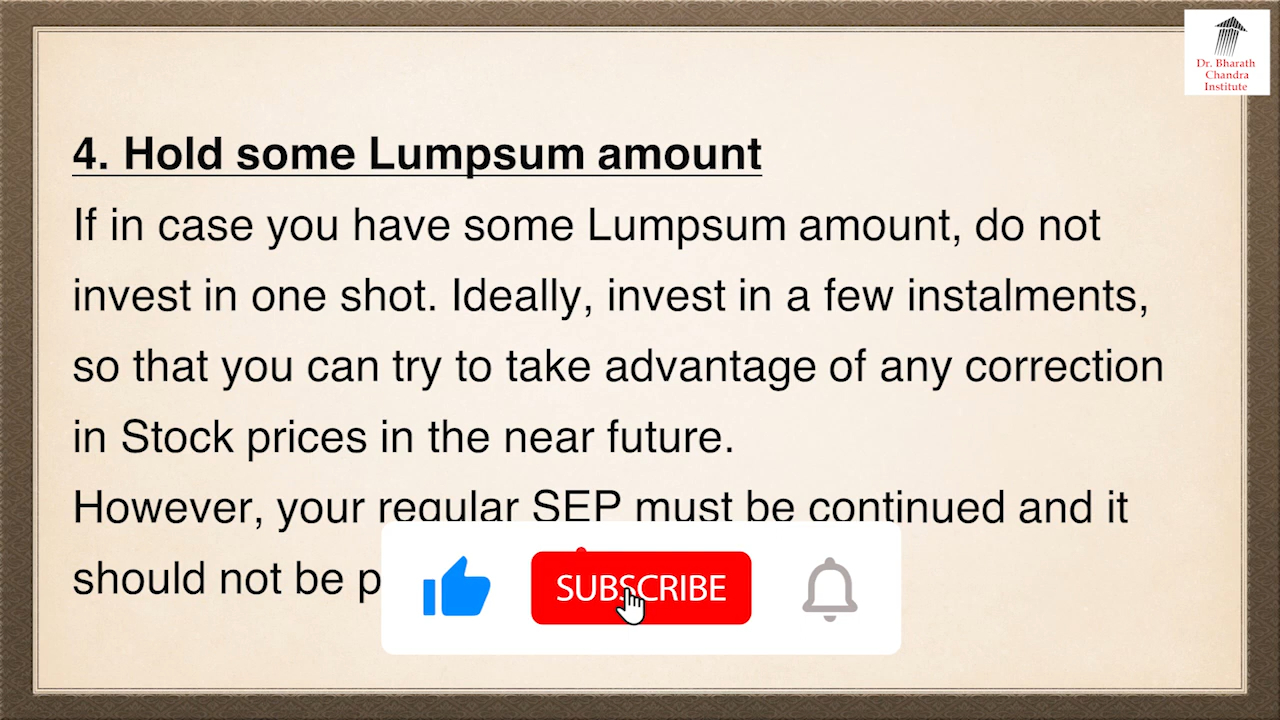 Dr. Bharath
Chandra
Institute
4. Hold some Lumpsum amount
If in case you have some Lumpsum amount, do not
invest in one shot. Ideally, invest in a few instalments,
so that you can try to take advantage of any correction
in Stock prices in the near future.
However, your regular SEP must be continued and it
should not be
SUBSCRIBE